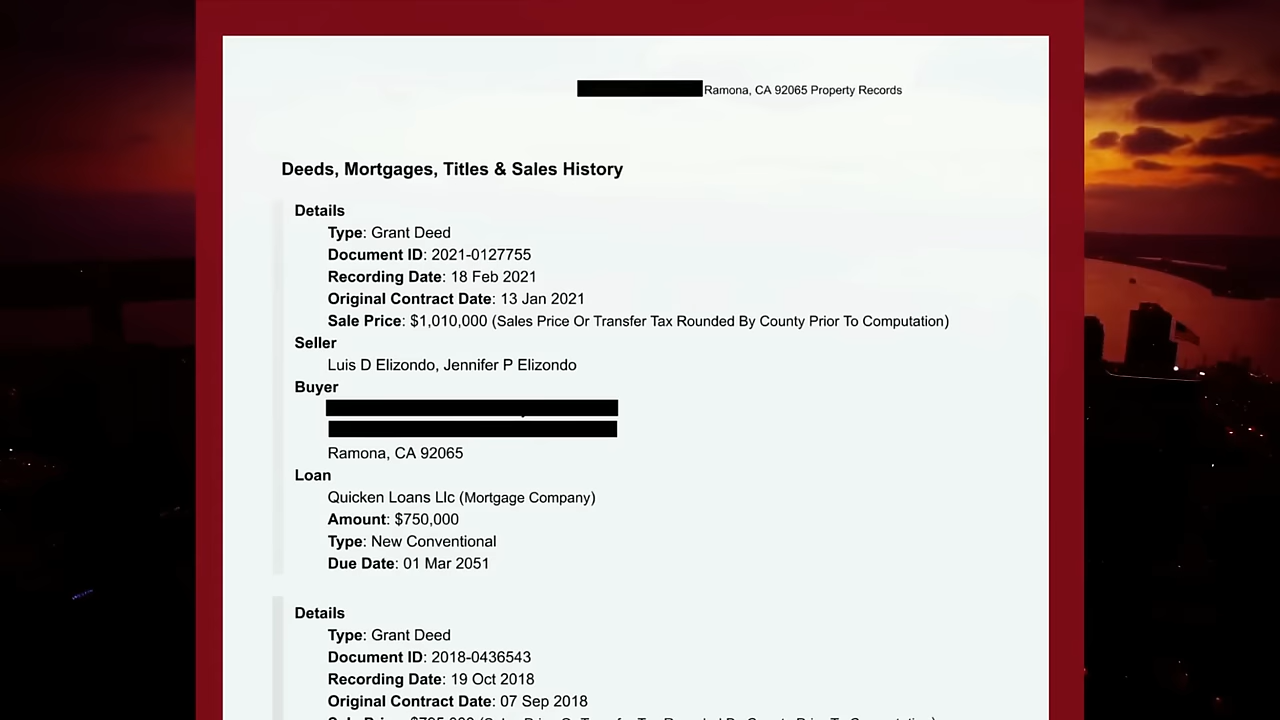 Ramona, CA 92065 Property Records
Deeds, Mortgages, Titles & Sales History
Details
Type: Grant Deed
Document ID: 2021-0127755
Recording Date: 18 Feb 2021
Original Contract Date: 13 Jan 2021
Sale Price: $1,010,000 (Sales Price Or Transfer Tax Rounded By County Prior To Computation)
Seller
Luis D Elizondo, Jennifer P Elizondo
Buyer
Ramona, CA 92065
Loan
Quicken Loans Llc (Mortgage Company)
Amount: $750,000
Type: New Conventional
Due Date: 01 Mar 2051
Details
Type: Grant Deed
Document ID: 2018-0436543
Recording Date: 19 Oct 2018
Original Contract Date: 07 Sep 2018